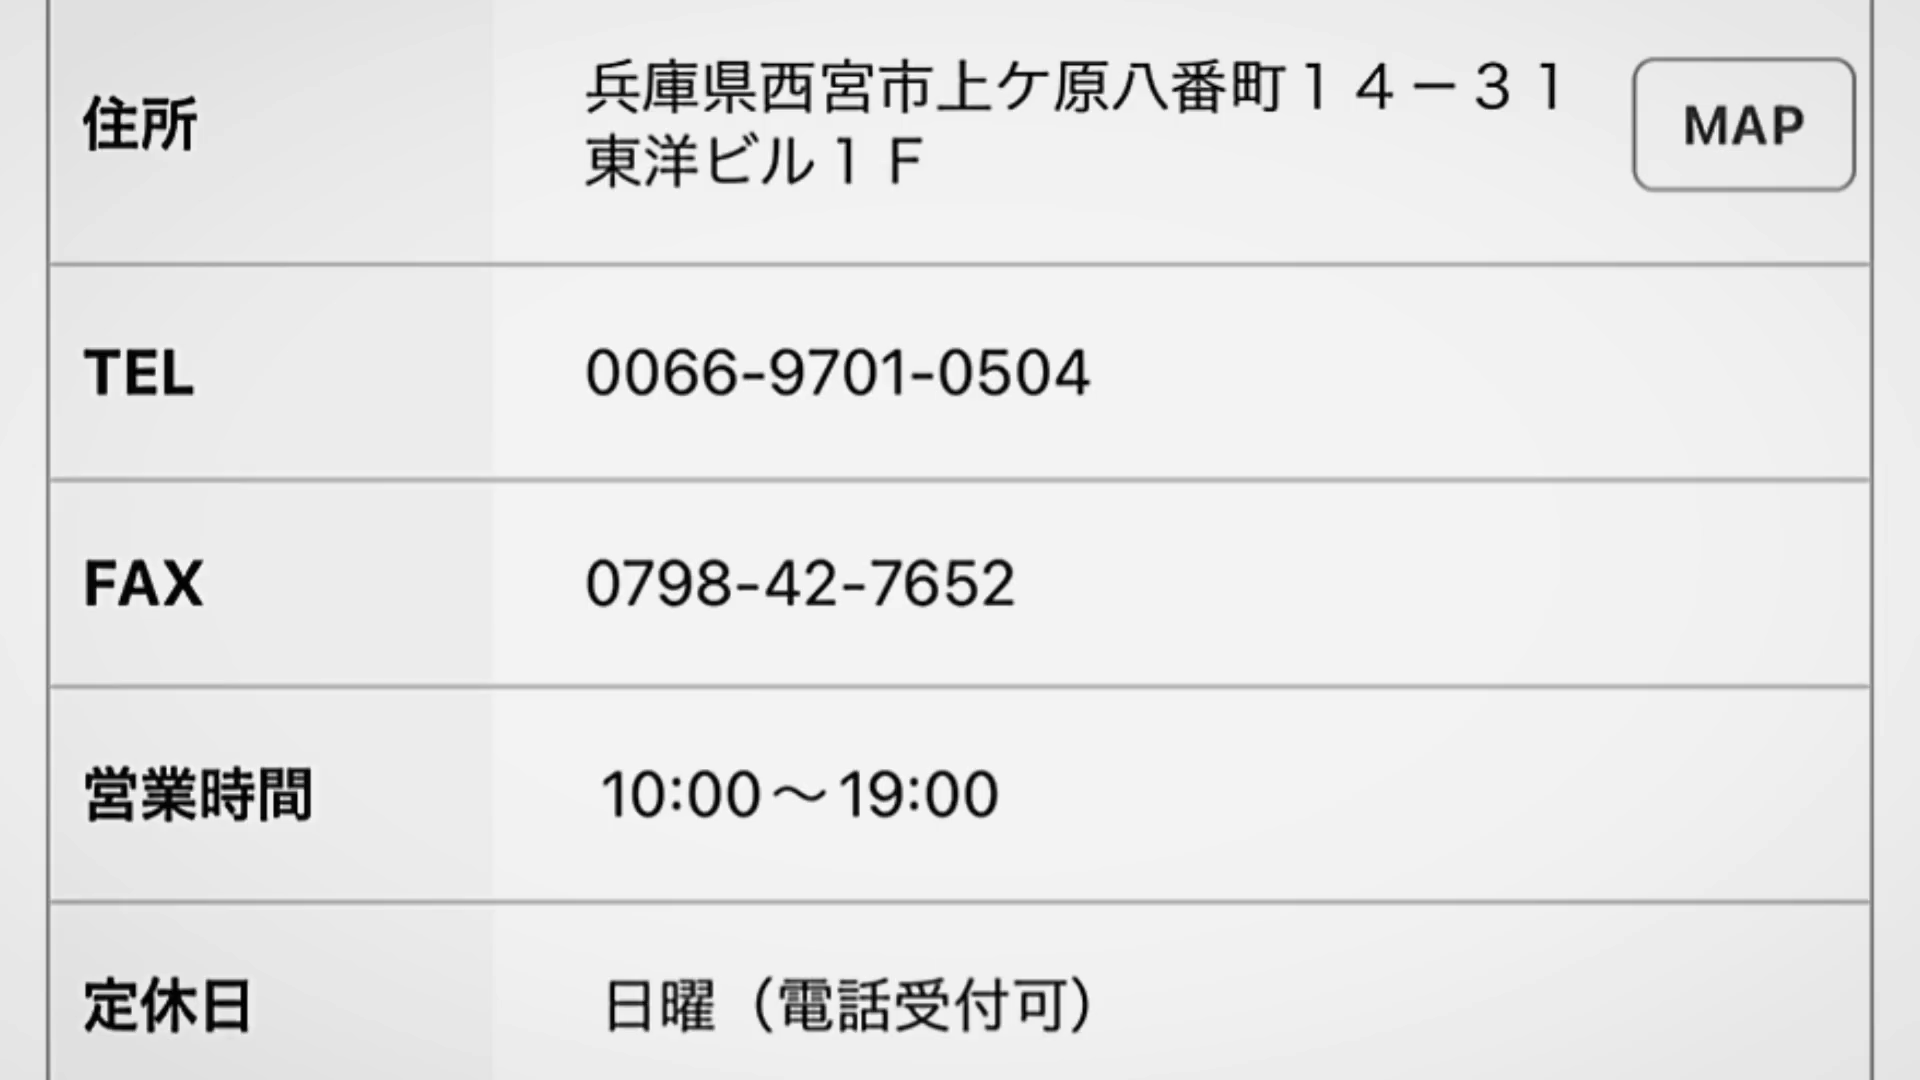 住所
兵庫県西宮市上ケ原八番町１４－３１
東洋ビル１Ｆ
MAP
TEL
0066-9701-0504
FAX
0798-42-7652
営業時間
10:00～19:00
定休日
日曜（電話受付可）